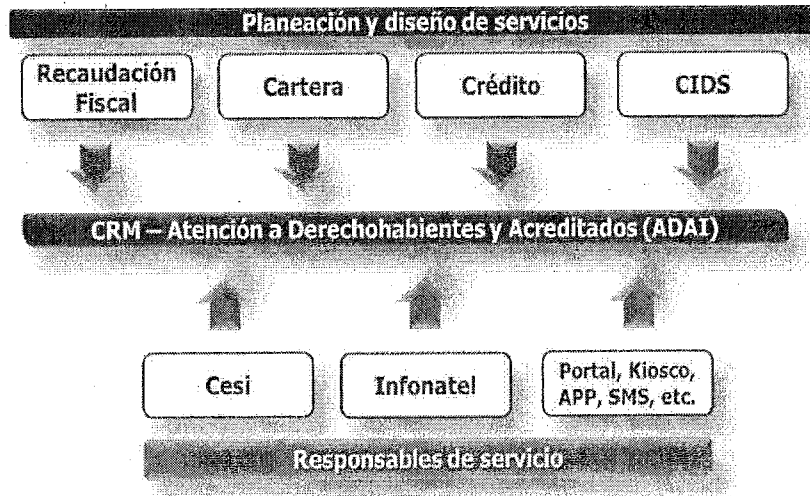 Planeación y diseño de servicios
Recaudación
Fiscal
Cartera
Crédito
CIDS
CRM – Atención a Derechohabientes y Acreditados (ADAI)
Cesi
Infonatel
Portal, Kiosco,
APP, SMS, etc.
Responsables de servicio